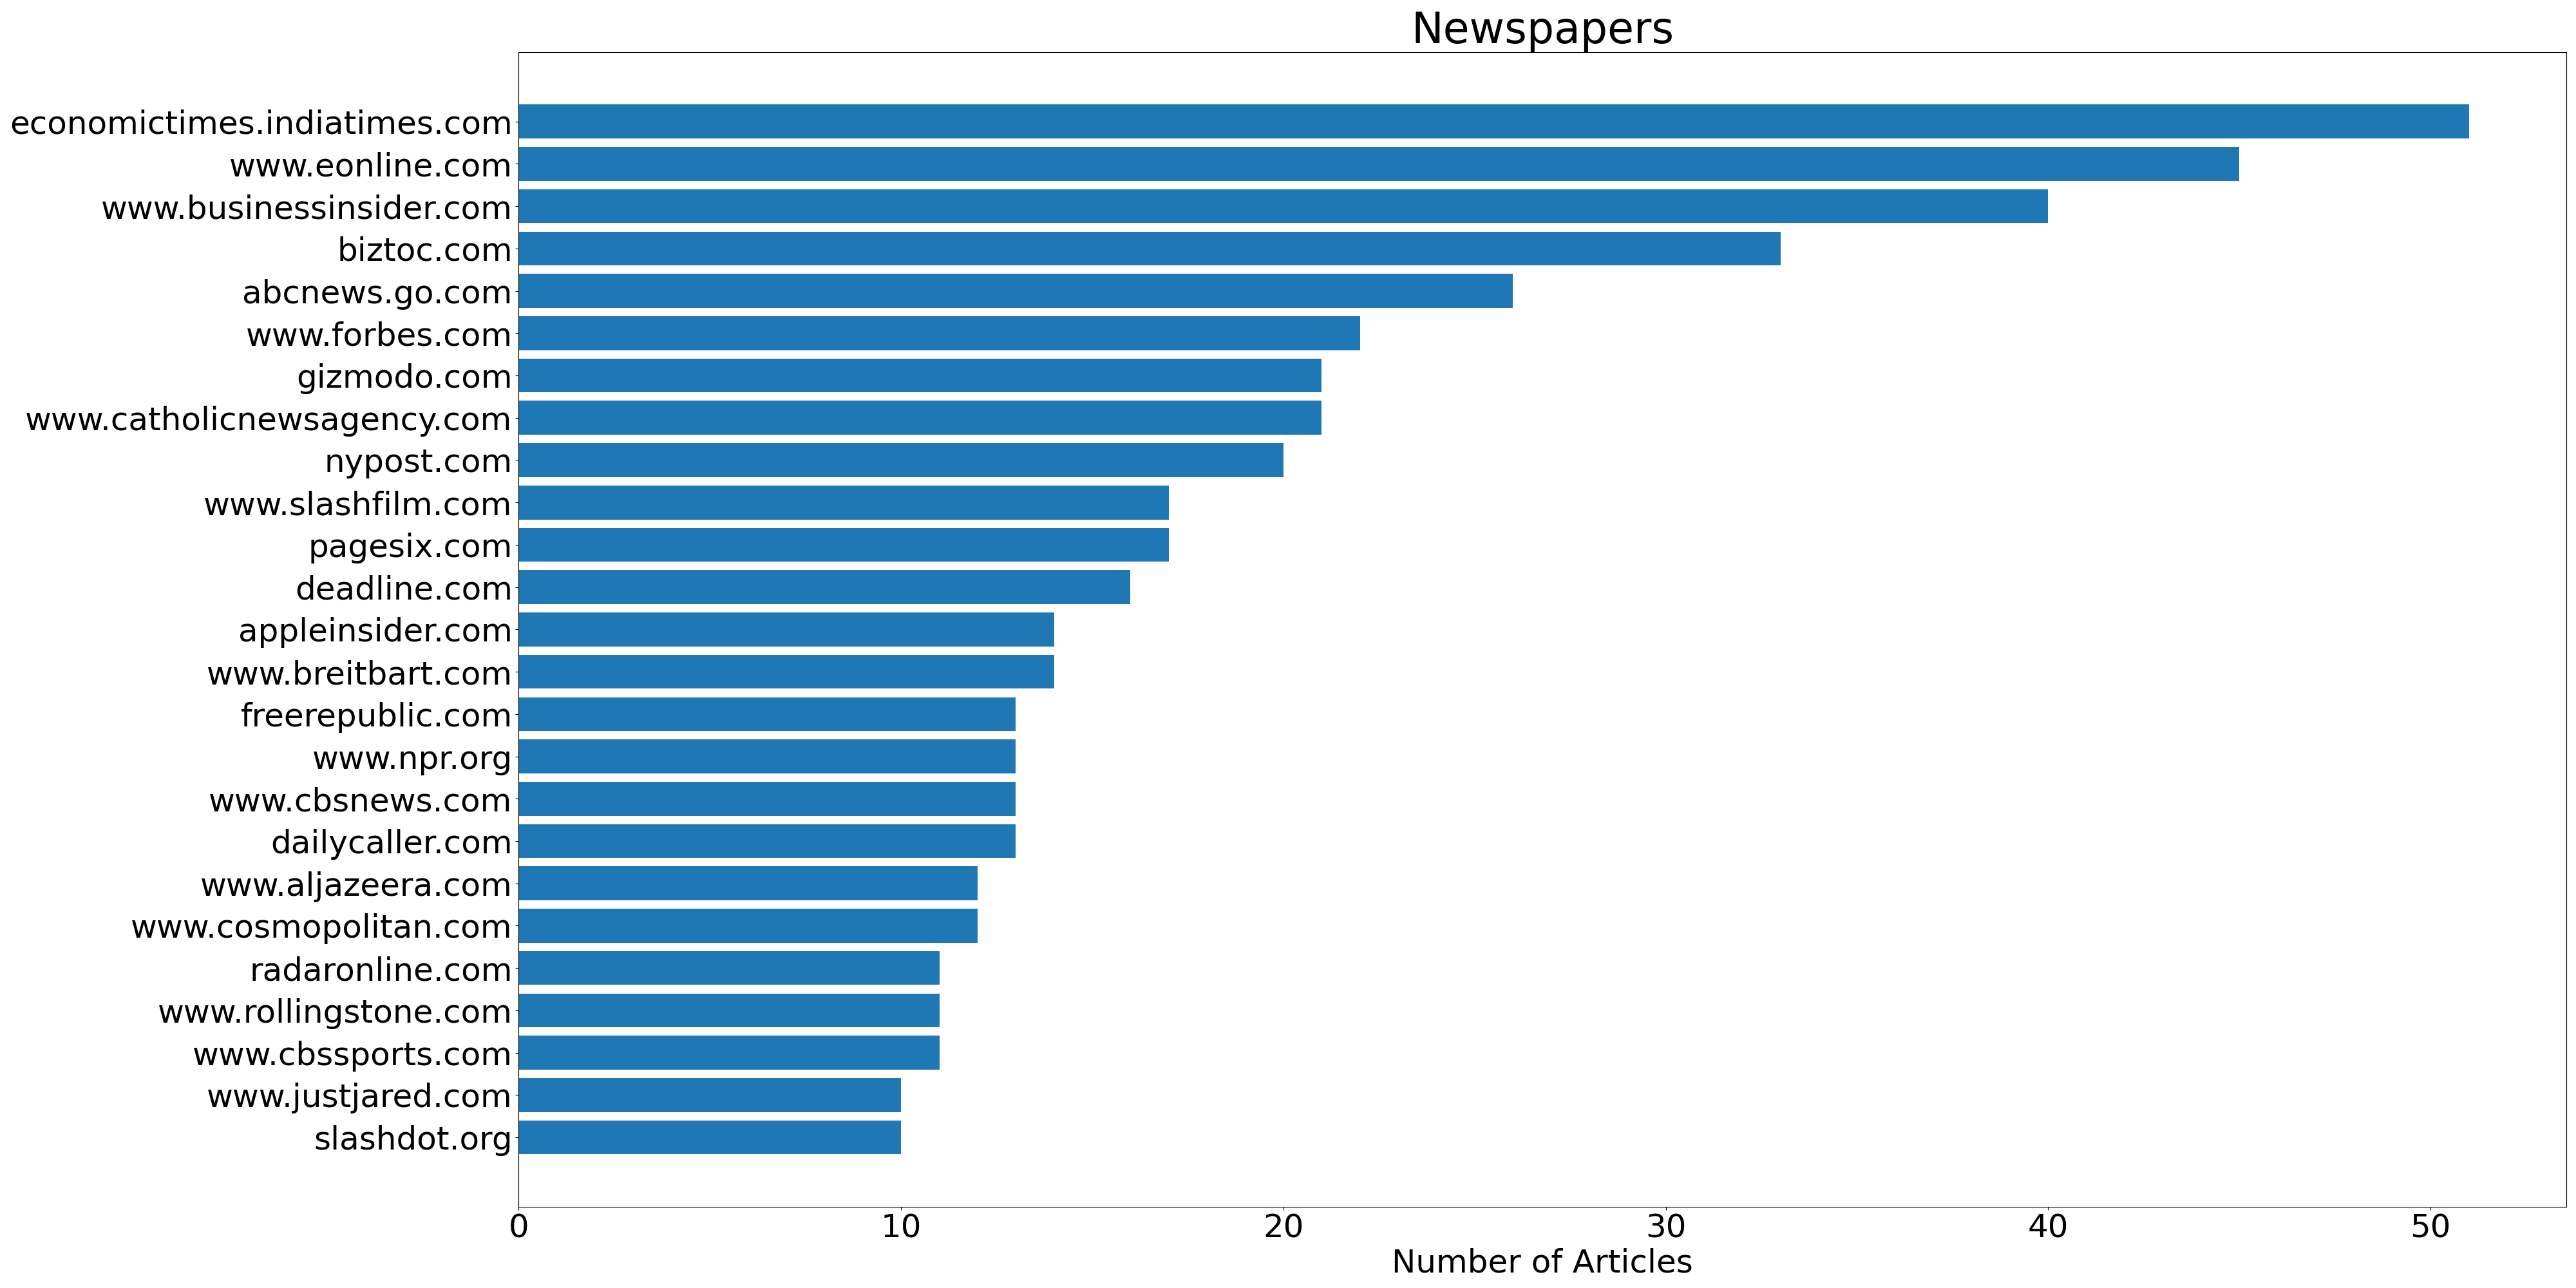 Newspapers
economictimes.indiatimes.com
www.eonline.com
www.businessinsider.com
biztoc.com
abcnews.go.com
www.forbes.com
gizmodo.com
www.catholicnewsagency.com
nypost.com
www.slashfilm.com
pagesix.com
deadline.com
appleinsider.com
www.breitbart.com
freerepublic.com
www.npr.org
www.cbsnews.com
dailycaller.com
www.aljazeera.com
www.cosmopolitan.com
radaronline.com
www.rollingstone.com
www.cbssports.com
www.justjared.com
slashdot.org
0 10 20 30 40 50
Number of Articles